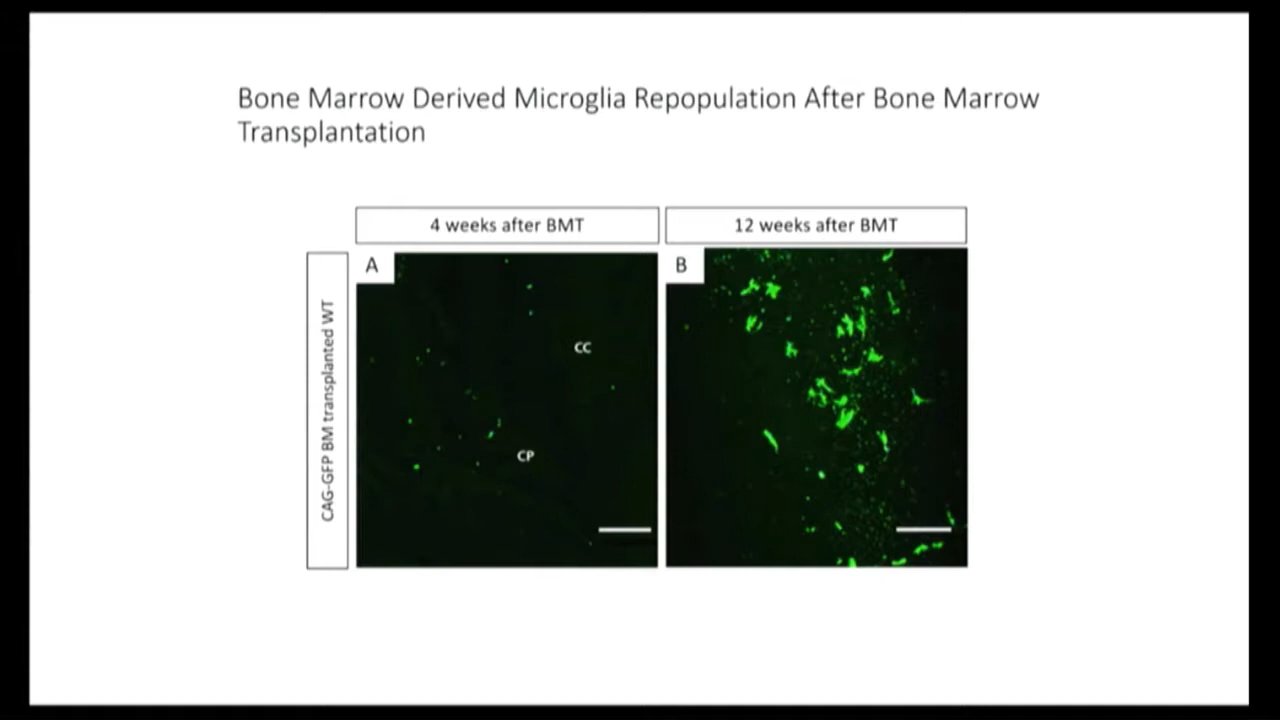 Bone Marrow Derived Microglia Repopulation After Bone Marrow
Transplantation
4 weeks after BMT
12 weeks after BMT
CAG-GFP BM transplanted WT
A
B
CC
CP